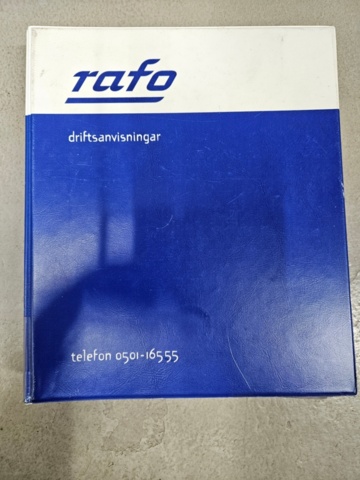 rafo
driftsanvisningar
telefon 0501-16555